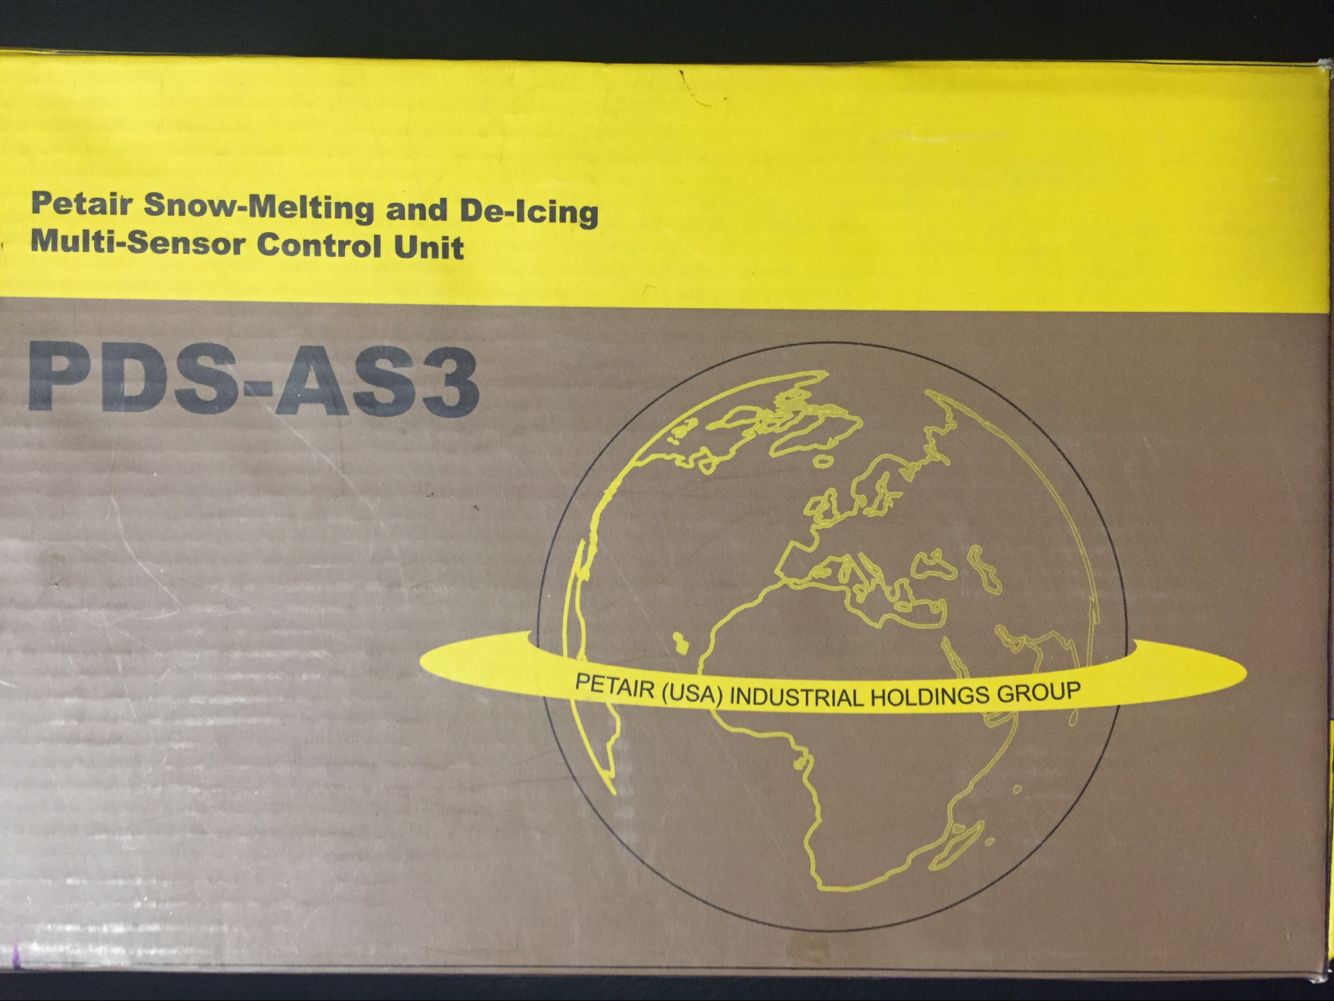 Petair Snow-Melting and De-Icing
Multi-Sensor Control Unit
PDS-AS3
PETAIR (USA) INDUSTRIAL HOLDINGS GROUP